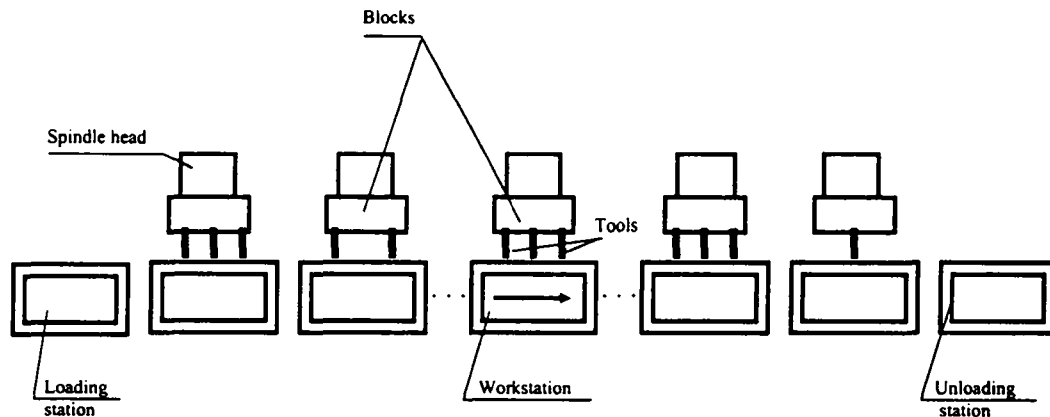 Blocks
Spindle head
Tools
Loading
station
Workstation
Unloading
station